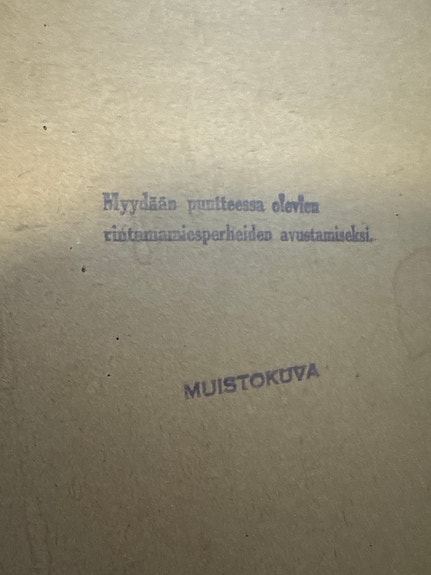 Myydään puutteessa olevien
rintamamiesperheiden avustamiseksi.
MUISTOKUVA